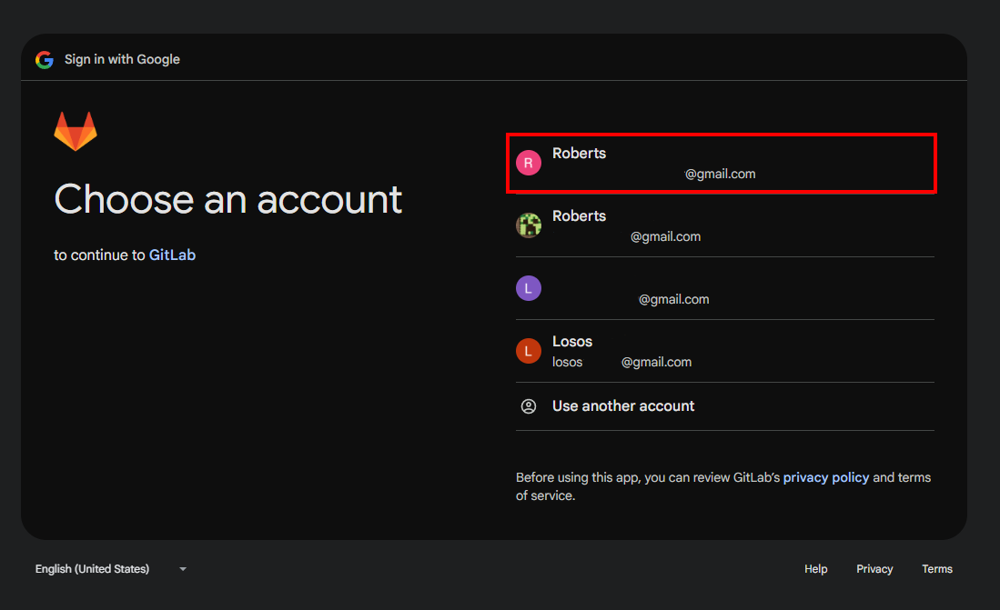 Sign in with Google
Choose an account
to continue to GitLab
R
Roberts
@gmail.com
Roberts
@gmail.com
L
@gmail.com
L
Losos
losos @gmail.com
Use another account
Before using this app, you can review GitLab's privacy policy and terms
of service.
English (United States)
Help Privacy Terms